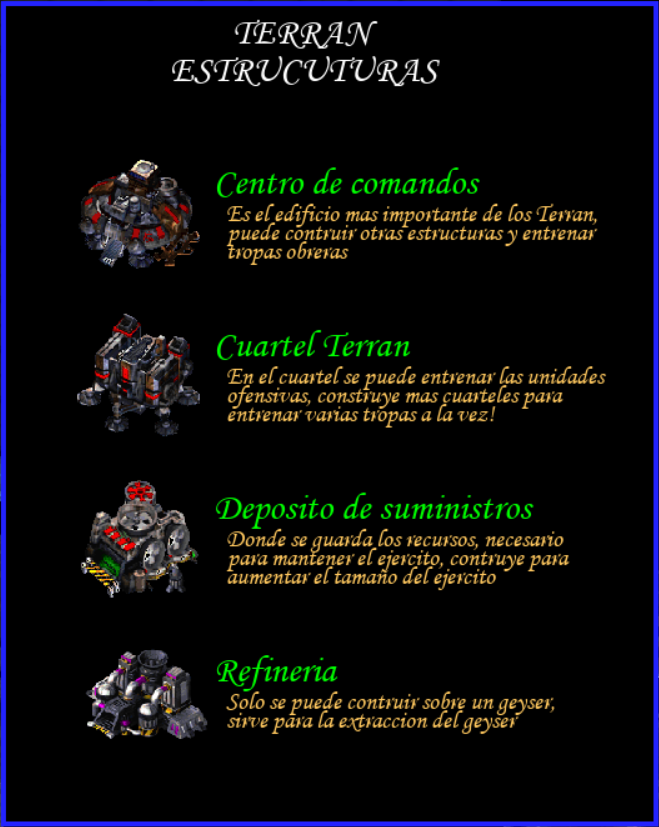 TERRAN
ESTRUCUTURAS
Centro de comandos
Es el edificio mas importante de los Terran,
puede contruir otras estructuras y entrenar
tropas obreras
Cuartel Terran
En el cuartel se puede entrenar las unidades
ofensivas, construye mas cuarteles para
entrenar varias tropas a la vez!
Deposito de suministros
Donde se guarda los recursos, necesario
para mantener el ejercito, contruye para
aumentar el tamaño del ejercito
Refineria
Solo se puede contruir sobre un geyser,
sirve para la extraccion del geyser